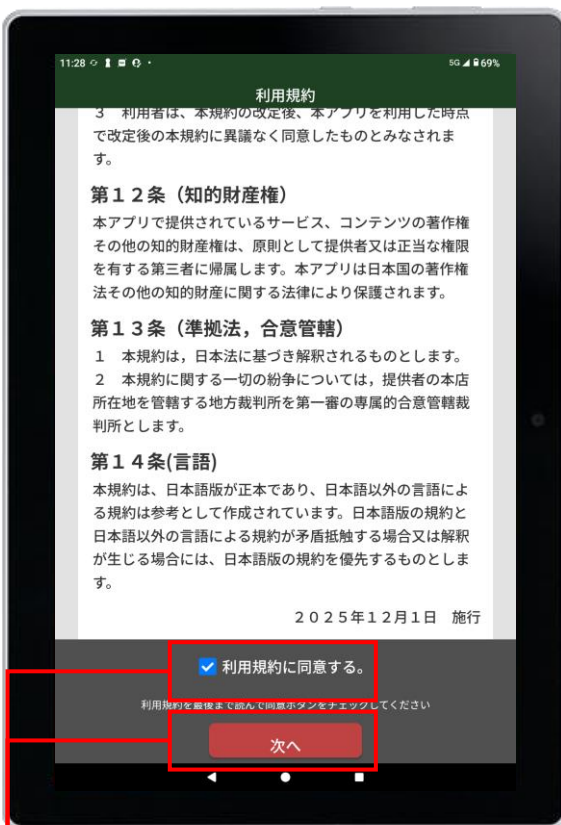 11:28
5G 69%
利用規約
3　利用者は、本規約の改定後、本アプリを利用した時点
で改定後の本規約に異議なく同意したものとみなされま
す。
第１２条（知的財産権）
本アプリで提供されているサービス、コンテンツの著作権
その他の知的財産権は、原則として提供者又は正当な権限
を有する第三者に帰属します。本アプリは日本国の著作権
法その他の知的財産に関する法律により保護されます。
第１３条（準拠法，合意管轄）
１　本規約は，日本法に基づき解釈されるものとします。
２　本規約に関する一切の紛争については，提供者の本店
所在地を管轄する地方裁判所を第一審の専属的合意管轄裁
判所とします。
第１４条(言語)
本規約は、日本語版が正本であり、日本語以外の言語によ
る規約は参考として作成されています。日本語版の規約と
日本語以外の言語による規約が矛盾抵触する場合又は解釈
が生じる場合には、日本語版の規約を優先するものとしま
す。
２０２５年１２月１日　施行
利用規約に同意する。
利用規約を最後まで読んで同意ボタンをチェックしてください
次へ